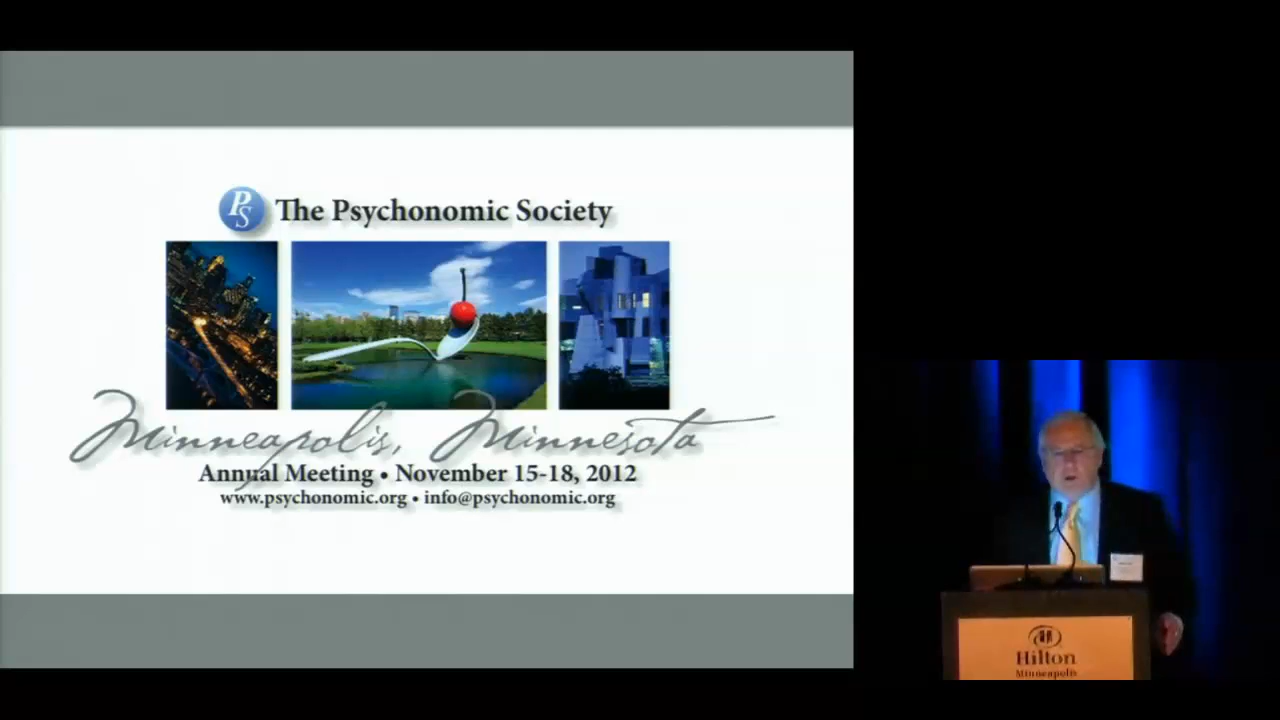 PS The Psychonomic Society
Minneapolis, Minnesota
Annual Meeting • November 15-18, 2012
www.psychonomic.org • info@psychonomic.org
Hilton
Minneapolis